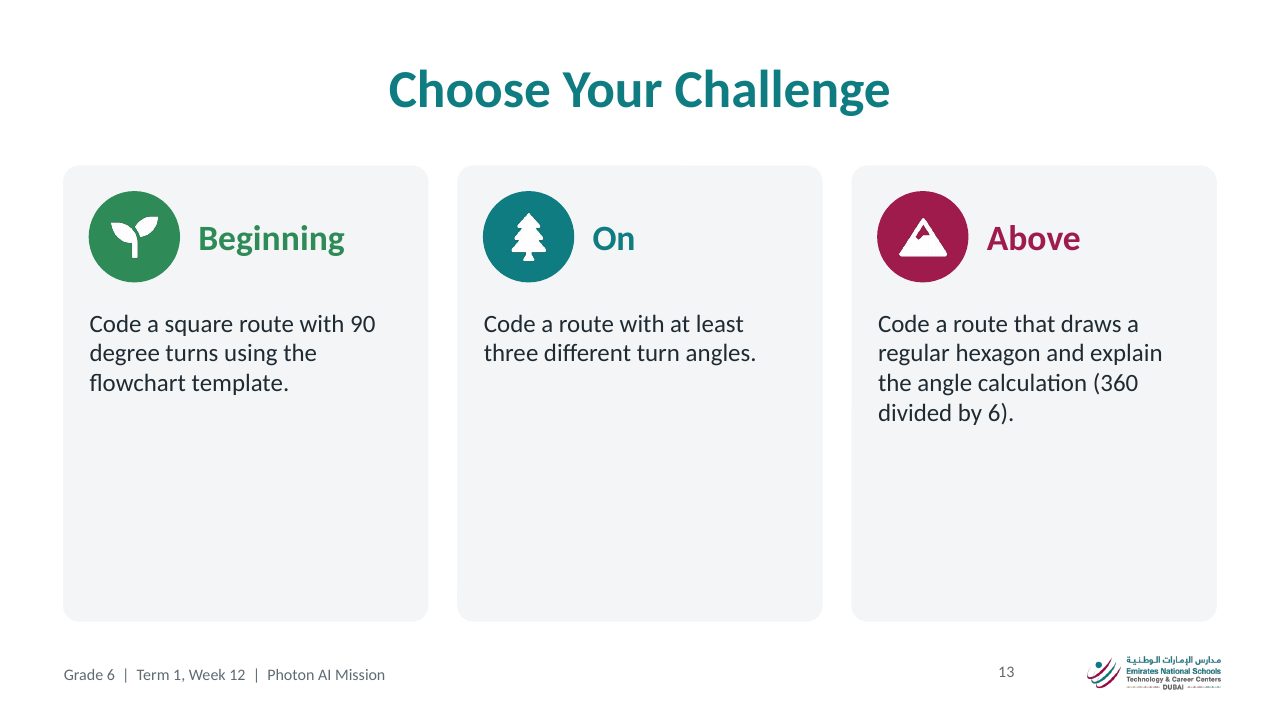 Choose Your Challenge
Beginning
Code a square route with 90
degree turns using the
flowchart template.
On
Code a route with at least
three different turn angles.
Above
Code a route that draws a
regular hexagon and explain
the angle calculation (360
divided by 6).
Grade 6 | Term 1, Week 12 | Photon AI Mission
13
مدارس الإمارات الوطنية
Emirates National Schools
Technology & Career Centers
DUBAI